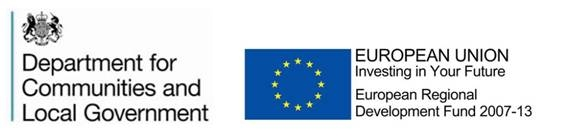 Department for
Communities and
Local Government
EUROPEAN UNION
Investing in Your Future
European Regional
Development Fund 2007-13